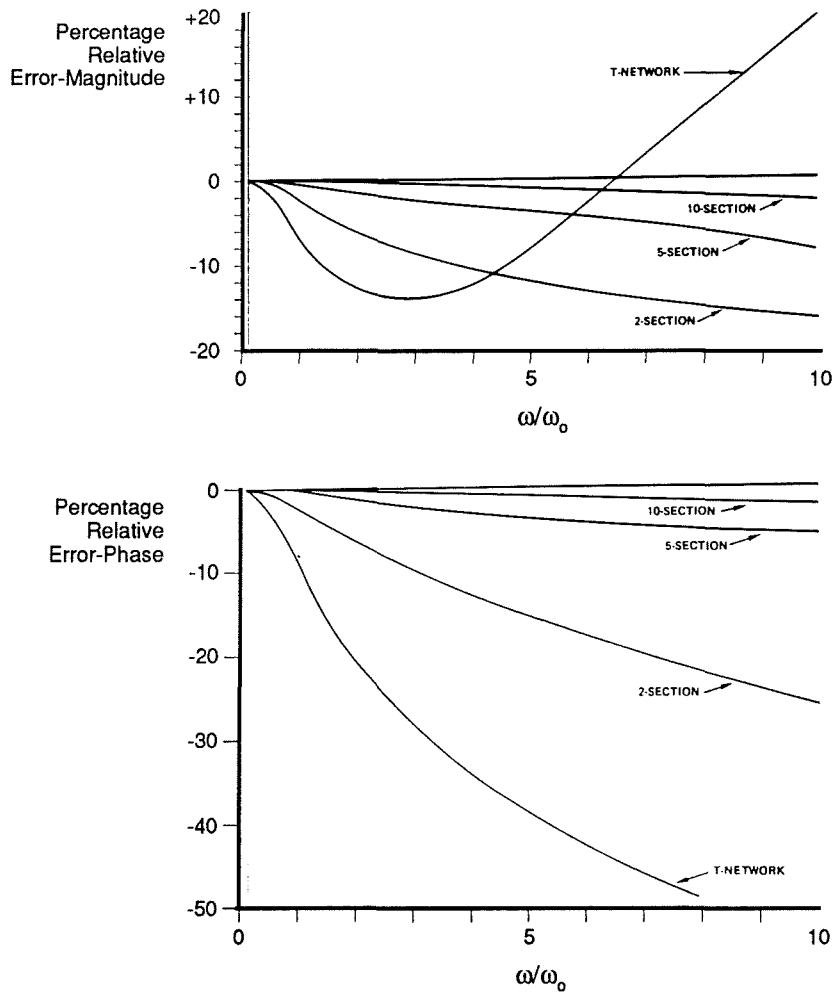 Percentage
Relative
Error-Magnitude
+20
+10
0
-10
-20
T-NETWORK
10-SECTION
5-SECTION
2-SECTION
0
5
10
ω/ω₀
Percentage
Relative
Error-Phase
0
-10
-20
-30
-40
-50
10-SECTION
5-SECTION
2-SECTION
T-NETWORK
0
5
10
ω/ω₀